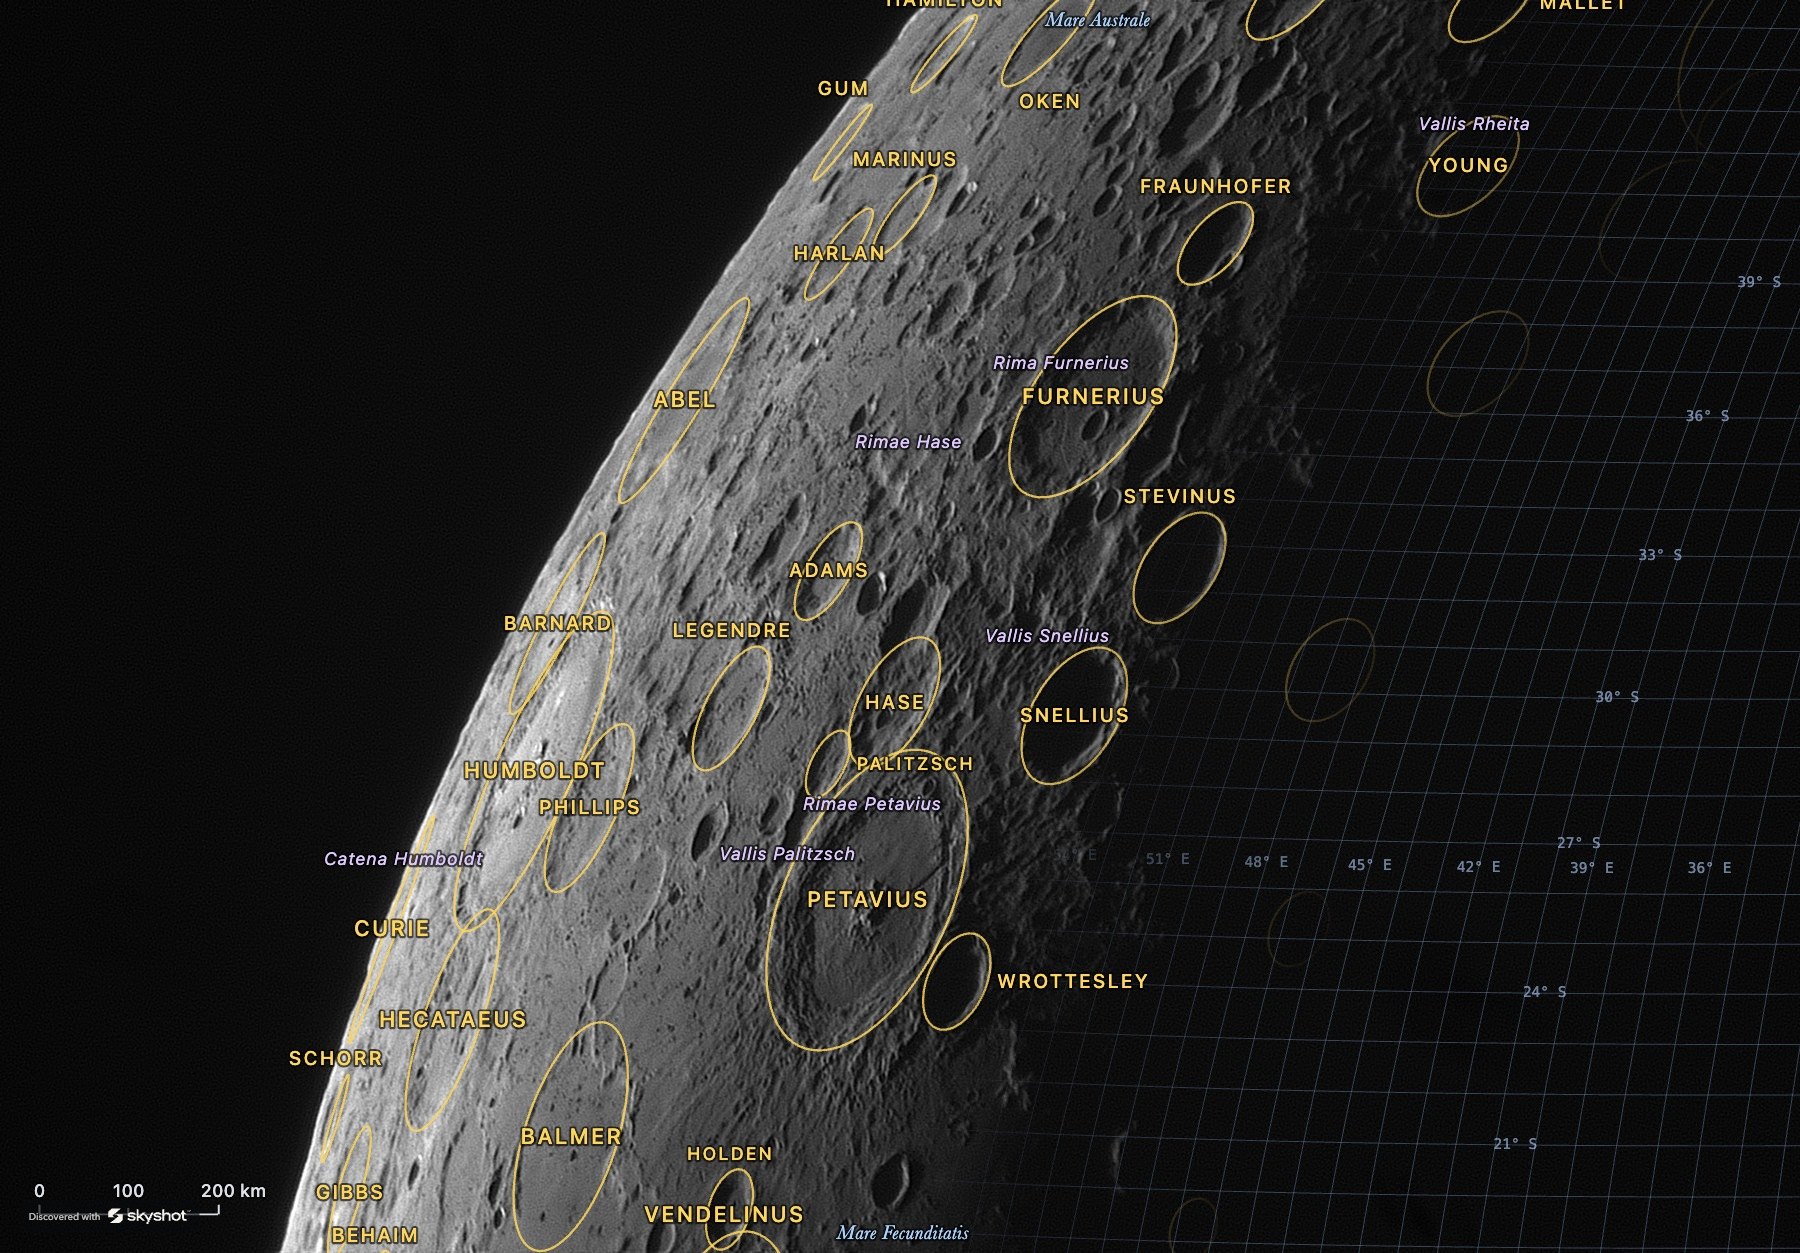 HAMILTON
Mare Australe
MALLET
GUM
OKEN
Vallis Rheita
MARINUS
YOUNG
FRAUNHOFER
HARLAN
39° S
Rima Furnerius
FURNERIUS
ABEL
36° S
Rimae Hase
STEVINUS
33° S
ADAMS
BARNARD
LEGENDRE
Vallis Snellius
30° S
HASE
SNELLIUS
PALITZSCH
HUMBOLDT
PHILLIPS
Rimae Petavius
27° S
Catena Humboldt
Vallis Palitzsch
54° E 51° E 48° E 45° E 42° E 39° E 36° E
PETAVIUS
CURIE
WROTTESLEY
24° S
HECATAEUS
SCHORR
BALMER
21° S
HOLDEN
0 100 200 km
GIBBS
Discovered with skyshot
VENDELINUS
BEHAIM
Mare Fecunditatis